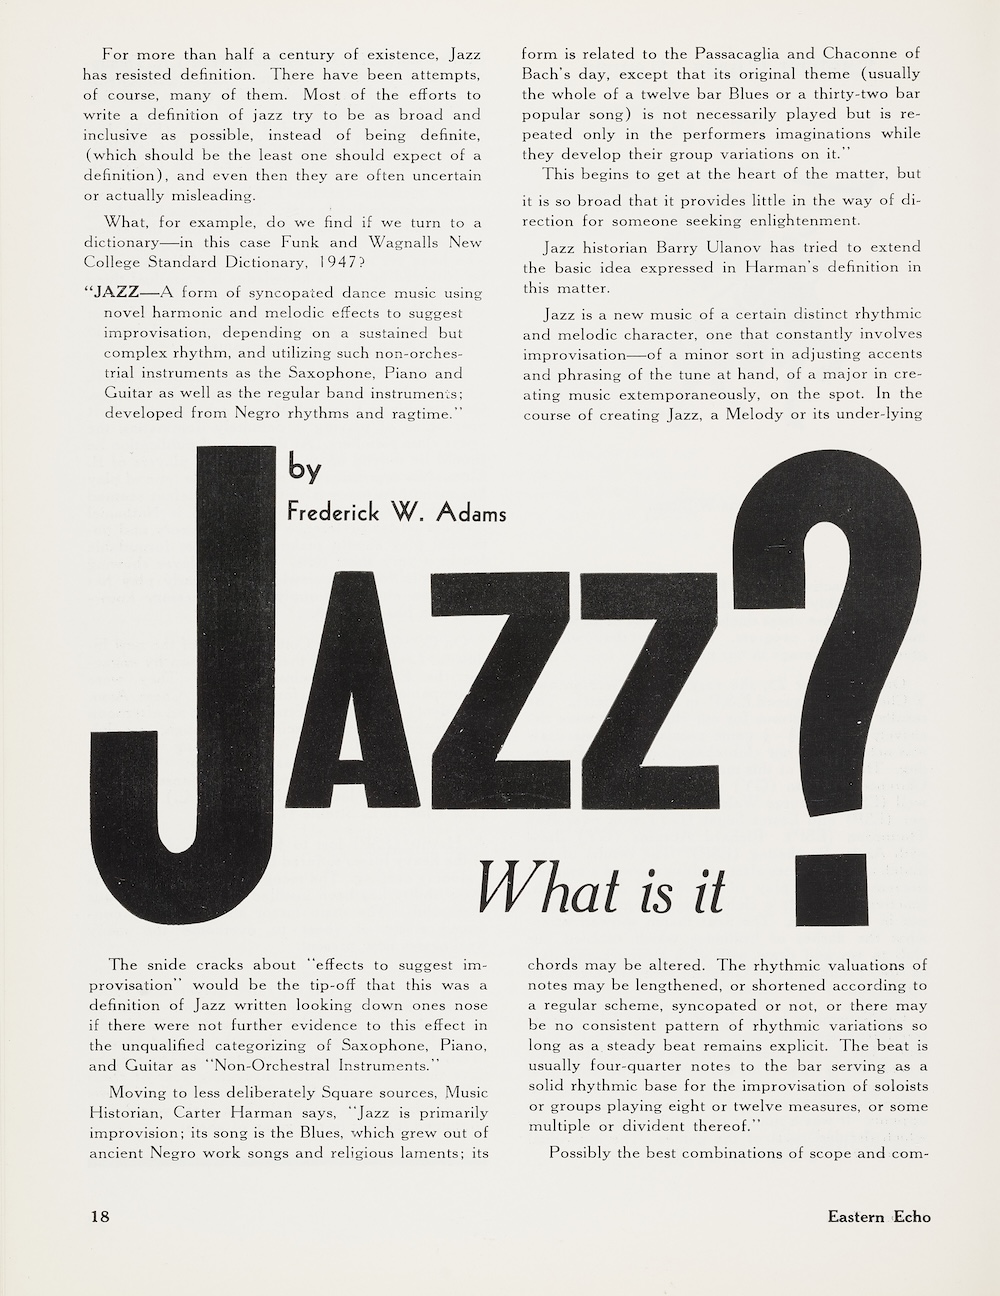 For more than half a century of existence, Jazz
has resisted definition. There have been attempts,
of course, many of them. Most of the efforts to
write a definition of jazz try to be as broad and
inclusive as possible, instead of being definite,
(which should be the least one should expect of a
definition), and even then they are often uncertain
or actually misleading.
What, for example, do we find if we turn to a
dictionary—in this case Funk and Wagnalls New
College Standard Dictionary, 1947?
"JAZZ—A form of syncopated dance music using
novel harmonic and melodic effects to suggest
improvisation, depending on a sustained but
complex rhythm, and utilizing such non-orches-
trial instruments as the Saxophone, Piano and
Guitar as well as the regular band instruments;
developed from Negro rhythms and ragtime."
by
Frederick W. Adams
JAZZ?
What is it
The snide cracks about "effects to suggest im-
provisation" would be the tip-off that this was a
definition of Jazz written looking down ones nose
if there were not further evidence to this effect in
the unqualified categorizing of Saxophone, Piano,
and Guitar as "Non-Orchestral Instruments."
Moving to less deliberately Square sources, Music
Historian, Carter Harman says, "Jazz is primarily
improvision; its song is the Blues, which grew out of
ancient Negro work songs and religious laments; its
form is related to the Passacaglia and Chaconne of
Bach's day, except that its original theme (usually
the whole of a twelve bar Blues or a thirty-two bar
popular song) is not necessarily played but is re-
peated only in the performers imaginations while
they develop their group variations on it."
This begins to get at the heart of the matter, but
it is so broad that it provides little in the way of di-
rection for someone seeking enlightenment.
Jazz historian Barry Ulanov has tried to extend
the basic idea expressed in Harman's definition in
this matter.
Jazz is a new music of a certain distinct rhythmic
and melodic character, one that constantly involves
improvisation—of a minor sort in adjusting accents
and phrasing of the tune at hand, of a major in cre-
ating music extemporaneously, on the spot. In the
course of creating Jazz, a Melody or its under-lying
chords may be altered. The rhythmic valuations of
notes may be lengthened, or shortened according to
a regular scheme, syncopated or not, or there may
be no consistent pattern of rhythmic variations so
long as a steady beat remains explicit. The beat is
usually four-quarter notes to the bar serving as a
solid rhythmic base for the improvisation of soloists
or groups playing eight or twelve measures, or some
multiple or divident thereof."
Possibly the best combinations of scope and com-
18
Eastern Echo